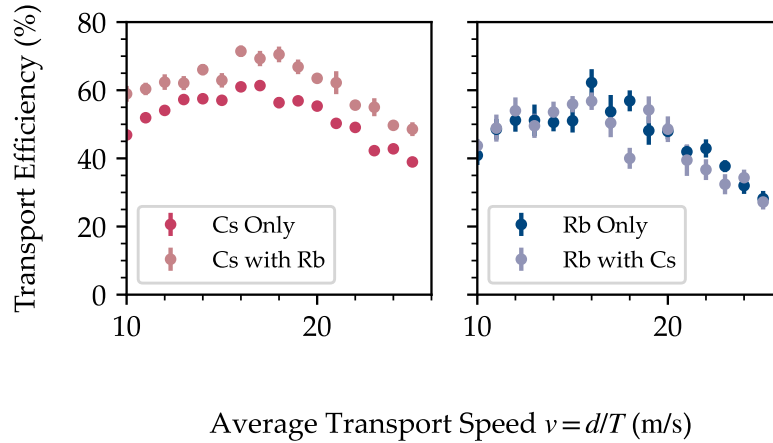 Transport Efficiency (%)
80
60
40
20
0
Cs Only
Cs with Rb
10
20
Rb Only
Rb with Cs
10
20
Average Transport Speed v = d/T (m/s)